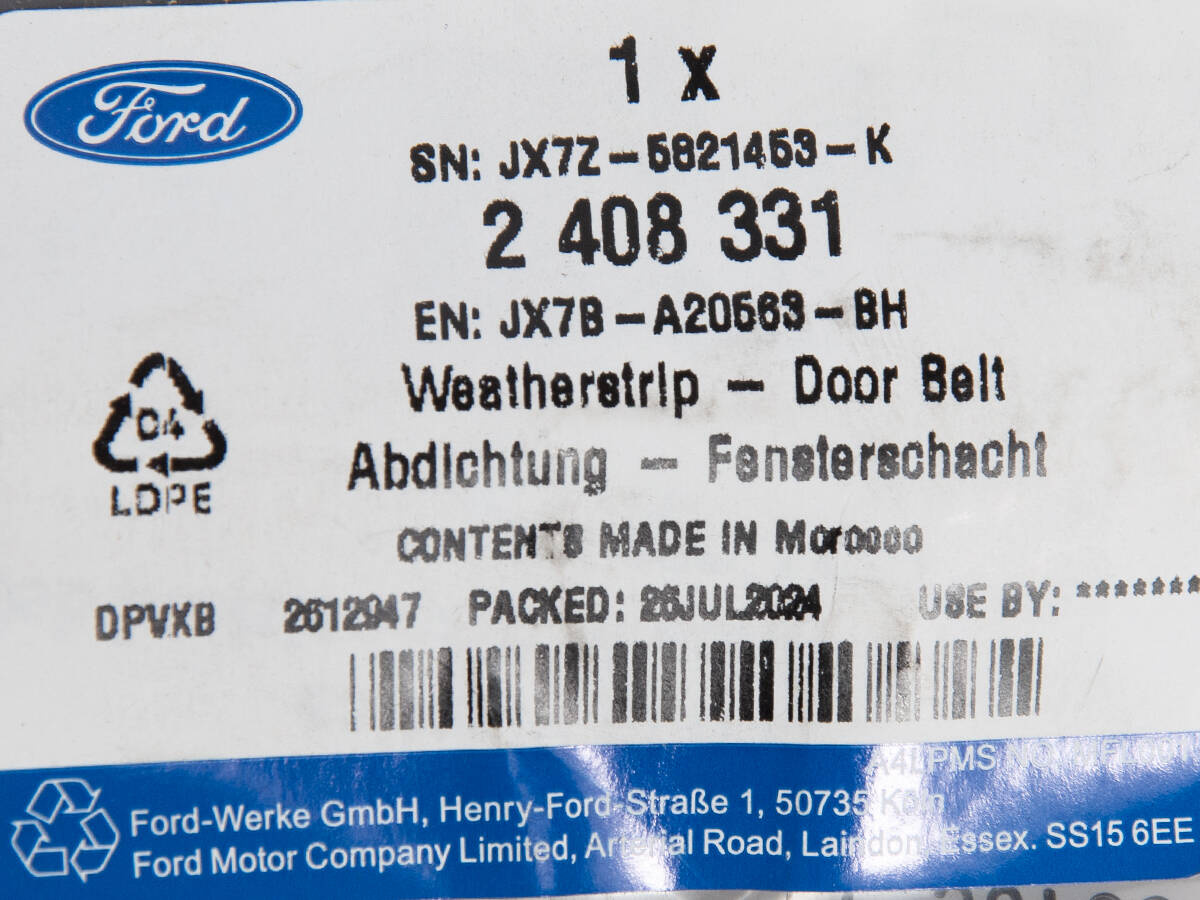 Ford
1 x
SN: JX7Z-5821453-K
2 408 331
EN: JX7B-A20563-BH
Weatherstrip - Door Belt
Abdichtung - Fensterschacht
04
LDPE
CONTENTS MADE IN Morocco
DPVXB 2612947 PACKED: 26JUL2024 USE BY: *******
A4LPMS NO.
Ford-Werke GmbH, Henry-Ford-Straße 1, 50735 Köln
Ford Motor Company Limited, Arterial Road, Laindon Essex. SS15 6EE